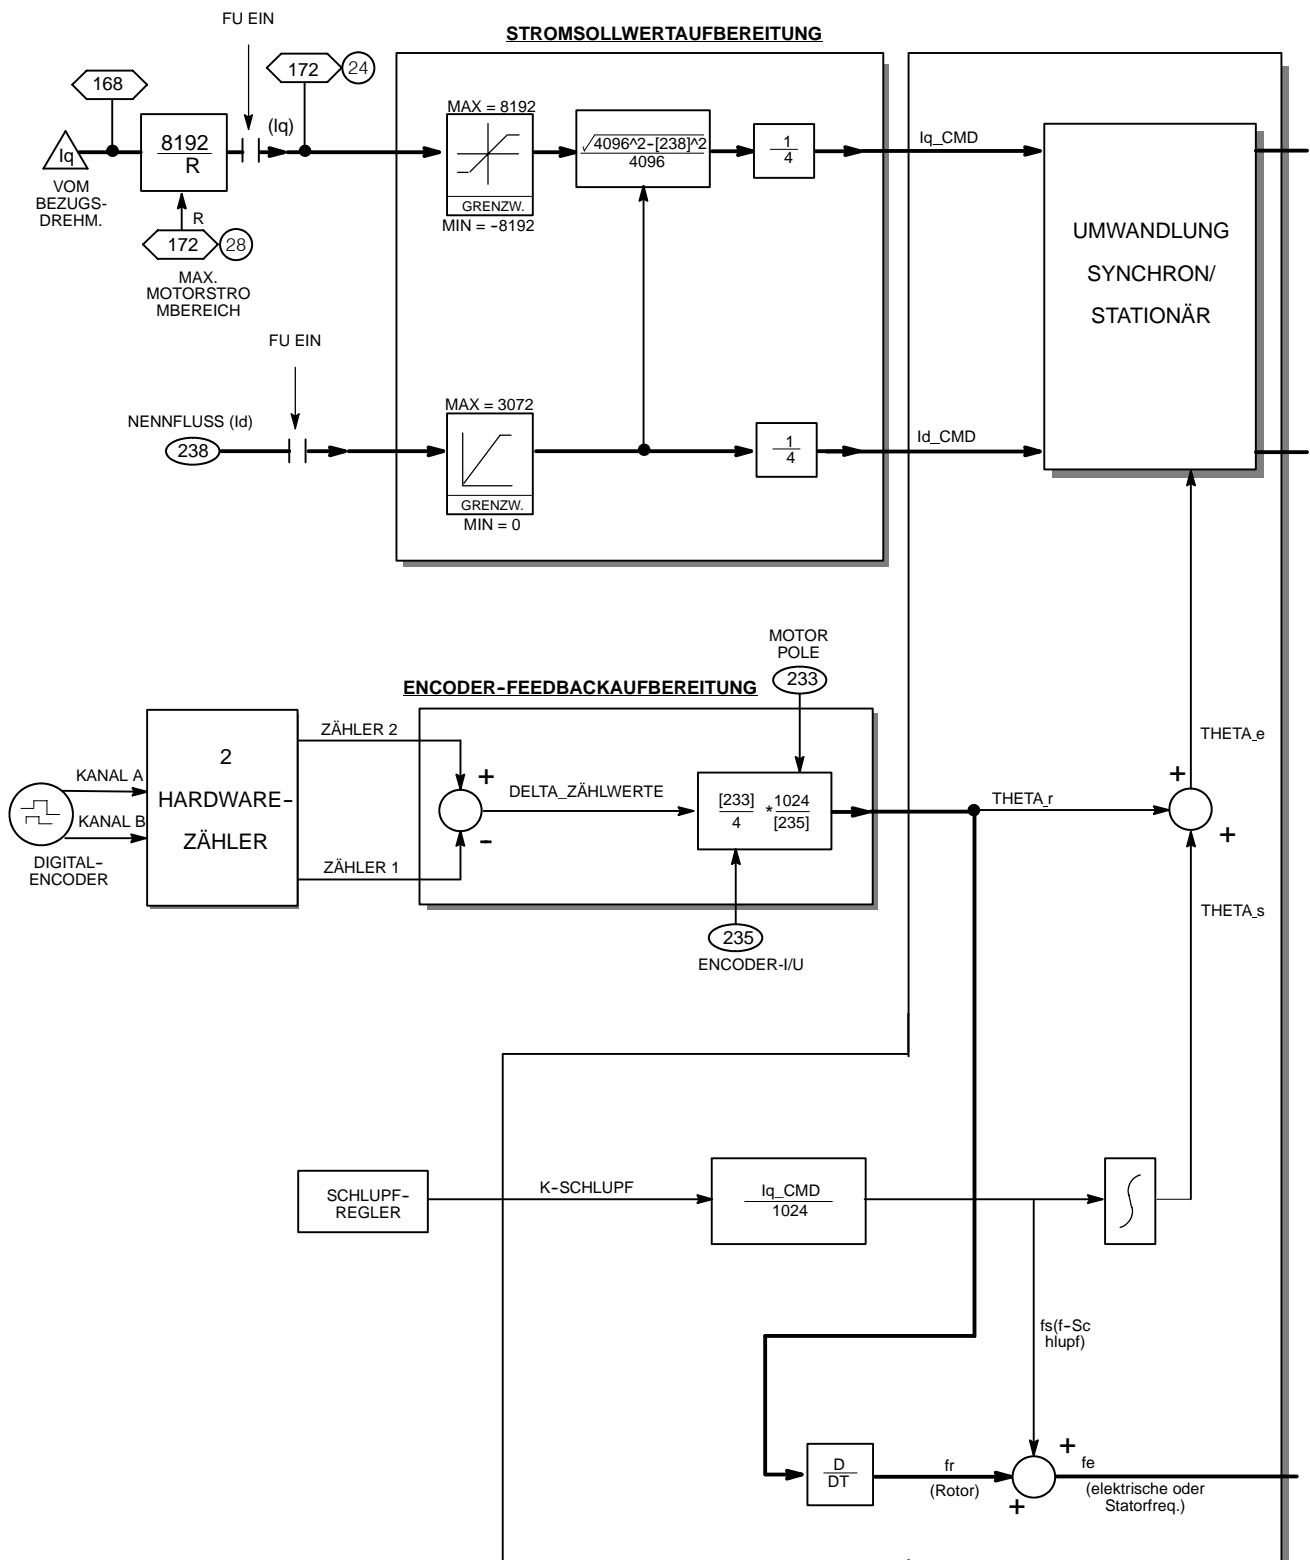 FU EIN
STROMSOLLWERTAUFBEREITUNG
168
172
24
(Iq)
Iq
8192
R
VOM
BEZUGS-
DREHM.
R
172
28
MAX.
MOTORSTRO
MBEREICH
MAX = 8192
GRENZW.
MIN = -8192
√4096^2-[238]^2
4096
1
4
Iq_CMD
UMWANDLUNG
SYNCHRON/
STATIONÄR
FU EIN
NENNFLUSS (Id)
238
MAX = 3072
GRENZW.
MIN = 0
1
4
Id_CMD
MOTOR
POLE
233
ENCODER-FEEDBACKAUFBEREITUNG
KANAL A
KANAL B
DIGITAL-
ENCODER
2
HARDWARE-
ZÄHLER
ZÄHLER 2
ZÄHLER 1
+
-
DELTA_ZÄHLWERTE
[233]
4
*
1024
[235]
235
ENCODER-I/U
THETA_r
THETA_e
+
+
THETA_s
SCHLUPF-
REGLER
K-SCHLUPF
Iq_CMD
1024
fs(f-Sc
hlupf)
D
DT
fr
(Rotor)
+
+
fe
(elektrische oder
Statorfreq.)